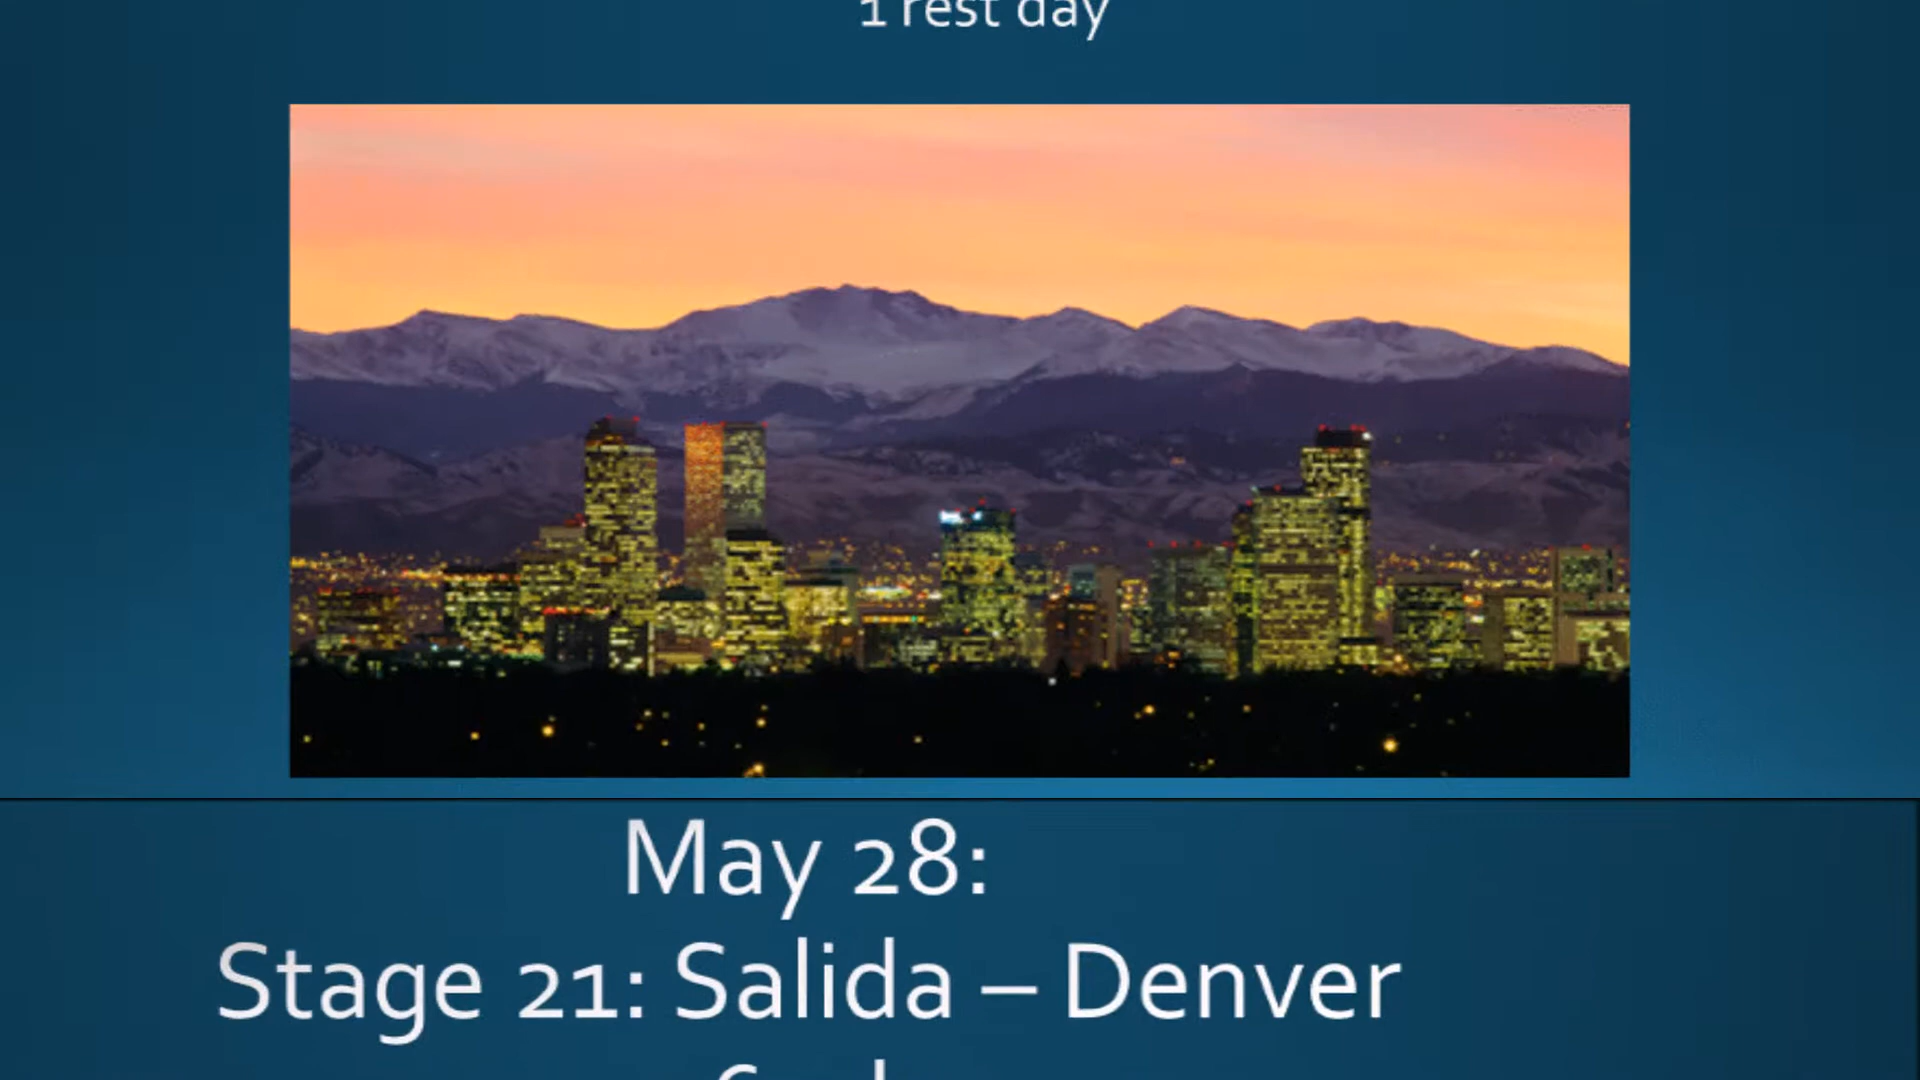 1 rest day
May 28:
Stage 21: Salida – Denver